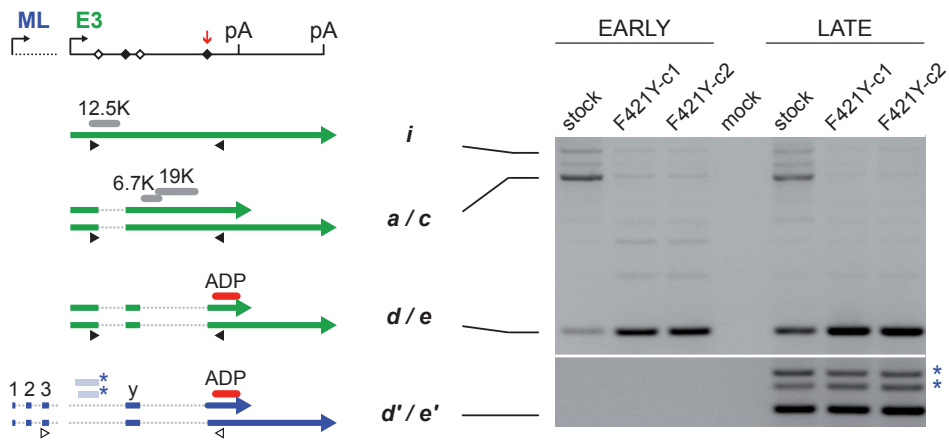 ML E3
pA pA
12.5K
i
6.7K 19K
a / c
ADP
d / e
1 2 3 * * y ADP
d' / e'
EARLY LATE
stock F421Y-c1 F421Y-c2 mock stock F421Y-c1 F421Y-c2
*
*